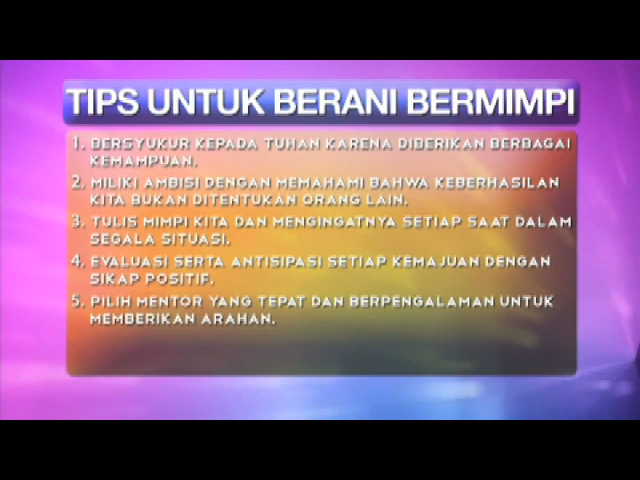 TIPS UNTUK BERANI BERMIMPI
1. BERSYUKUR KEPADA TUHAN KARENA DIBERIKAN BERBAGAI
KEMAMPUAN.
2. MILIKI AMBISI DENGAN MEMAHAMI BAHWA KEBERHASILAN
KITA BUKAN DITENTUKAN ORANG LAIN.
3. TULIS MIMPI KITA DAN MENGINGATNYA SETIAP SAAT DALAM
SEGALA SITUASI.
4. EVALUASI SERTA ANTISIPASI SETIAP KEMAJUAN DENGAN
SIKAP POSITIF.
5. PILIH MENTOR YANG TEPAT DAN BERPENGALAMAN UNTUK
MEMBERIKAN ARAHAN.